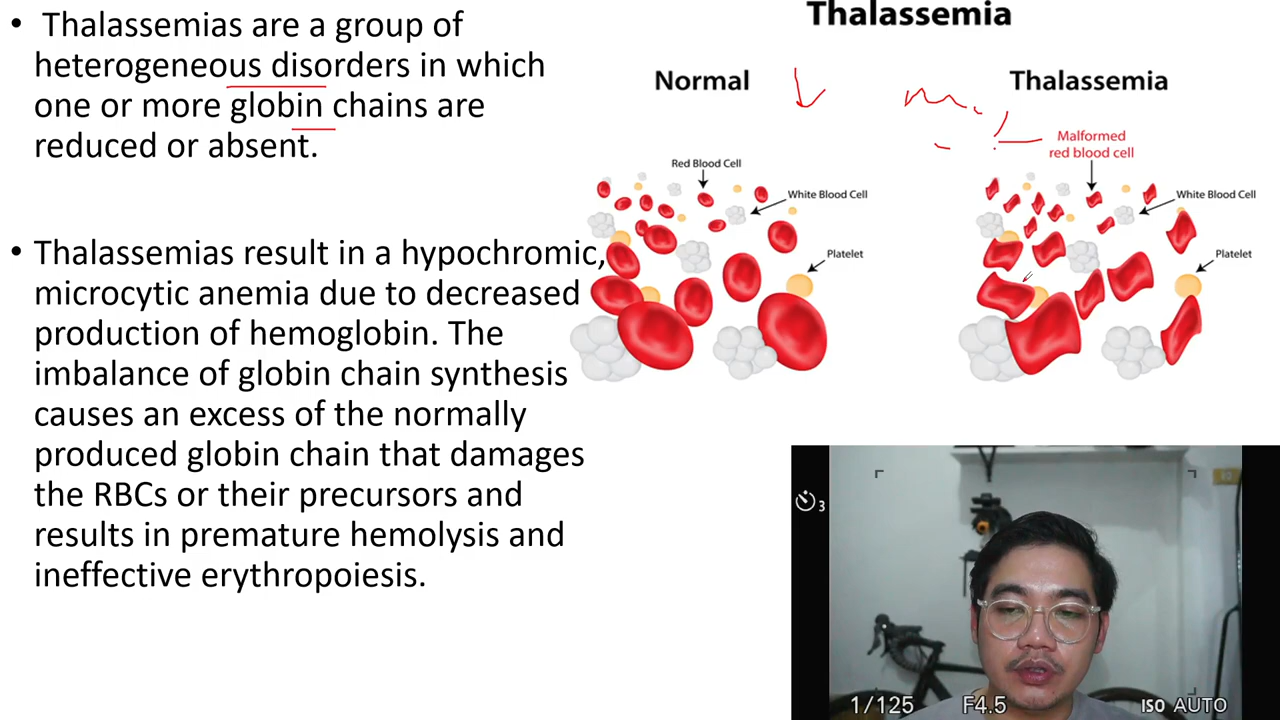 • Thalassemias are a group of
heterogeneous disorders in which
one or more globin chains are
reduced or absent.
• Thalassemias result in a hypochromic,
microcytic anemia due to decreased
production of hemoglobin. The
imbalance of globin chain synthesis
causes an excess of the normally
produced globin chain that damages
the RBCs or their precursors and
results in premature hemolysis and
ineffective erythropoiesis.
Thalassemia
Normal
Red Blood Cell
White Blood Cell
Platelet
Thalassemia
Malformed
red blood cell
White Blood Cell
Platelet
3
1/125 F4.5 ISO AUTO